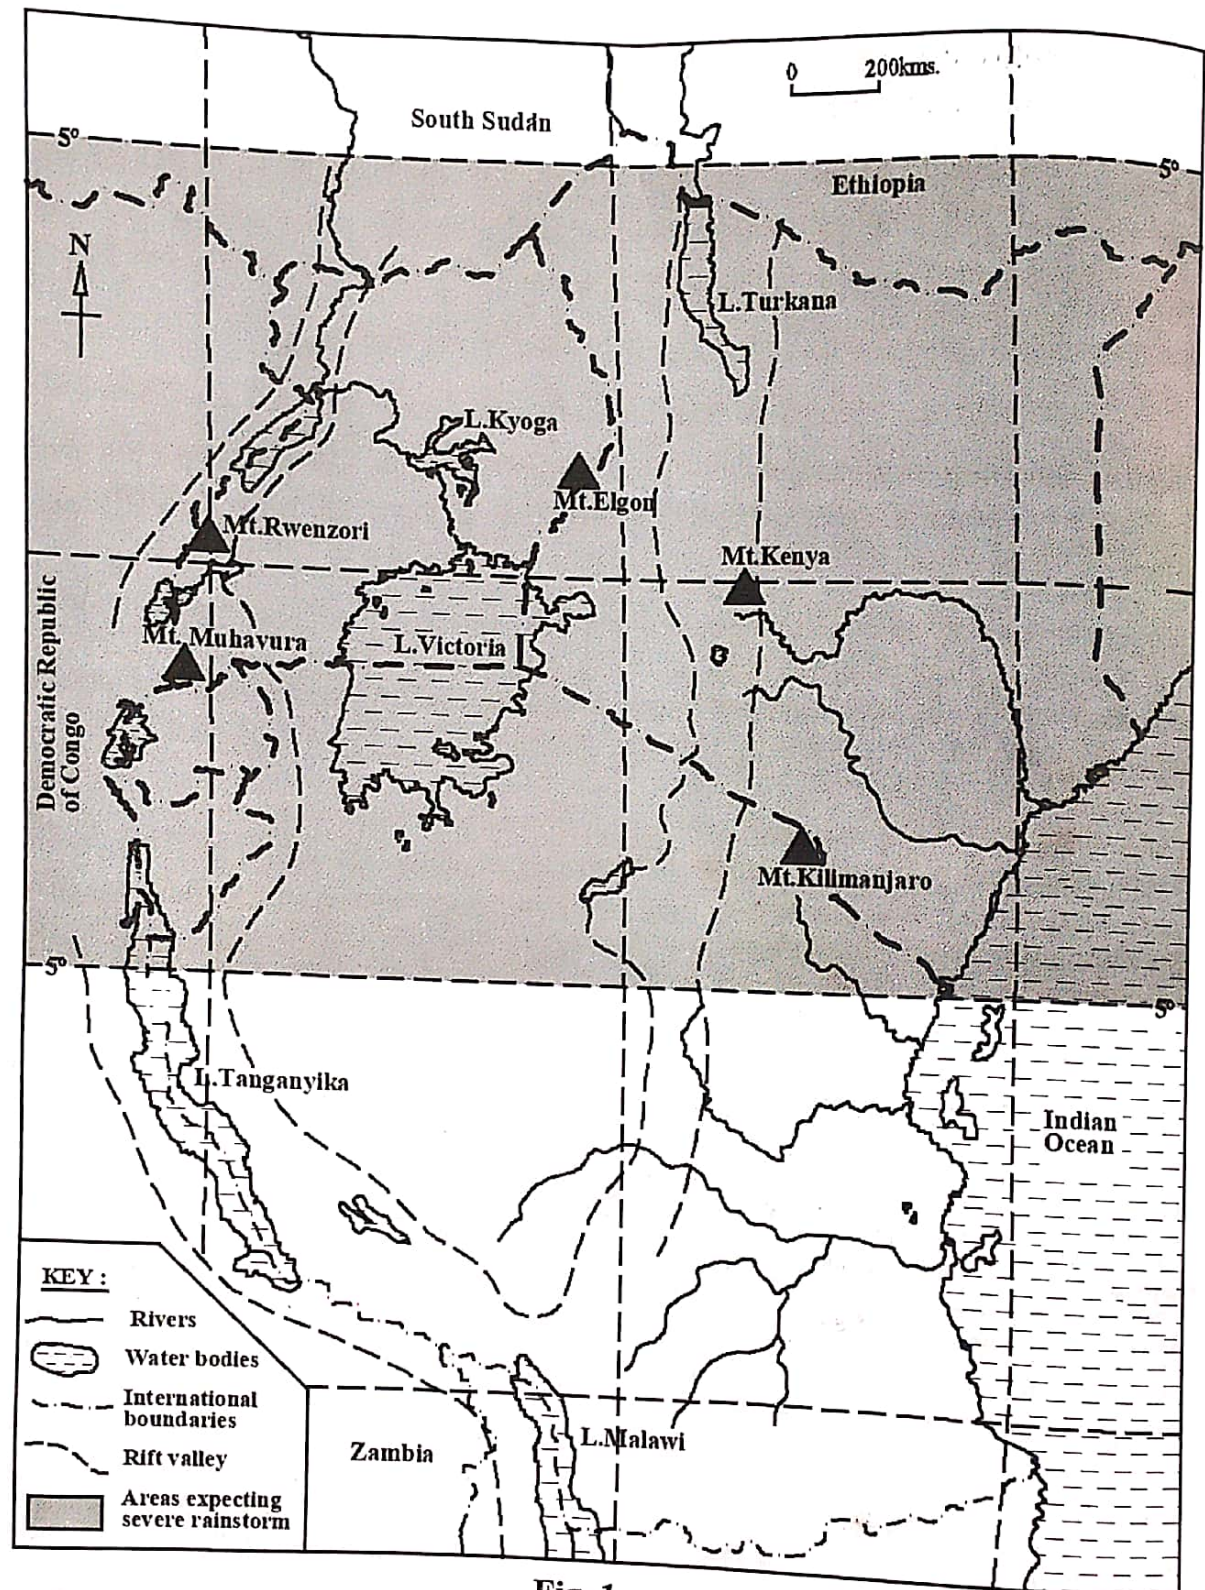 0 200kms.
South Sudan
5°
5°
Ethiopia
N
L.Turkana
L.Kyoga
Mt.Elgon
Mt.Rwenzori
Mt.Kenya
Democratic Republic
of Congo
Mt. Muhavura
L.Victoria
Mt.Kilimanjaro
5°
5°
L.Tanganyika
Indian
Ocean
KEY :
Rivers
Water bodies
International
boundaries
Rift valley
Areas expecting
severe rainstorm
Zambia
L.Malawi